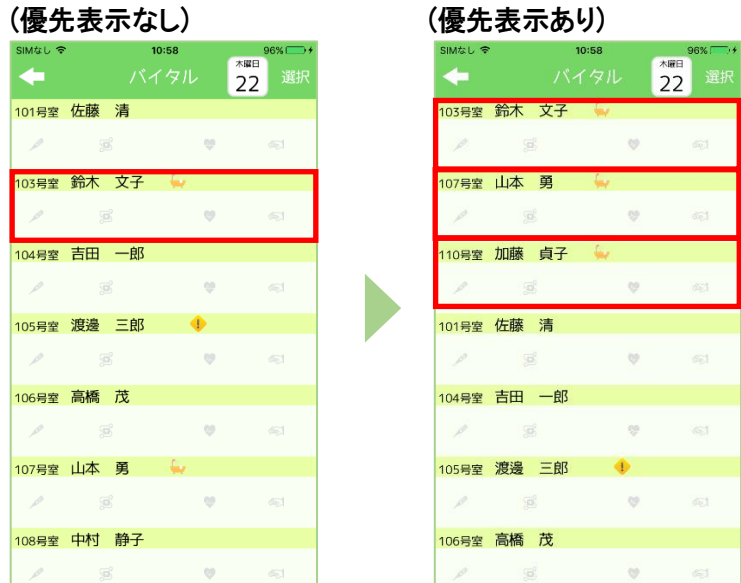 (優先表示なし)
SIMなし 10:58 96%
バイタル 木曜日 22 選択
101号室 佐藤 清
103号室 鈴木 文子
104号室 吉田 一郎
105号室 渡邊 三郎
106号室 高橋 茂
107号室 山本 勇
108号室 中村 静子
(優先表示あり)
SIMなし 10:58 96%
バイタル 木曜日 22 選択
103号室 鈴木 文子
107号室 山本 勇
110号室 加藤 貞子
101号室 佐藤 清
104号室 吉田 一郎
105号室 渡邊 三郎
106号室 高橋 茂